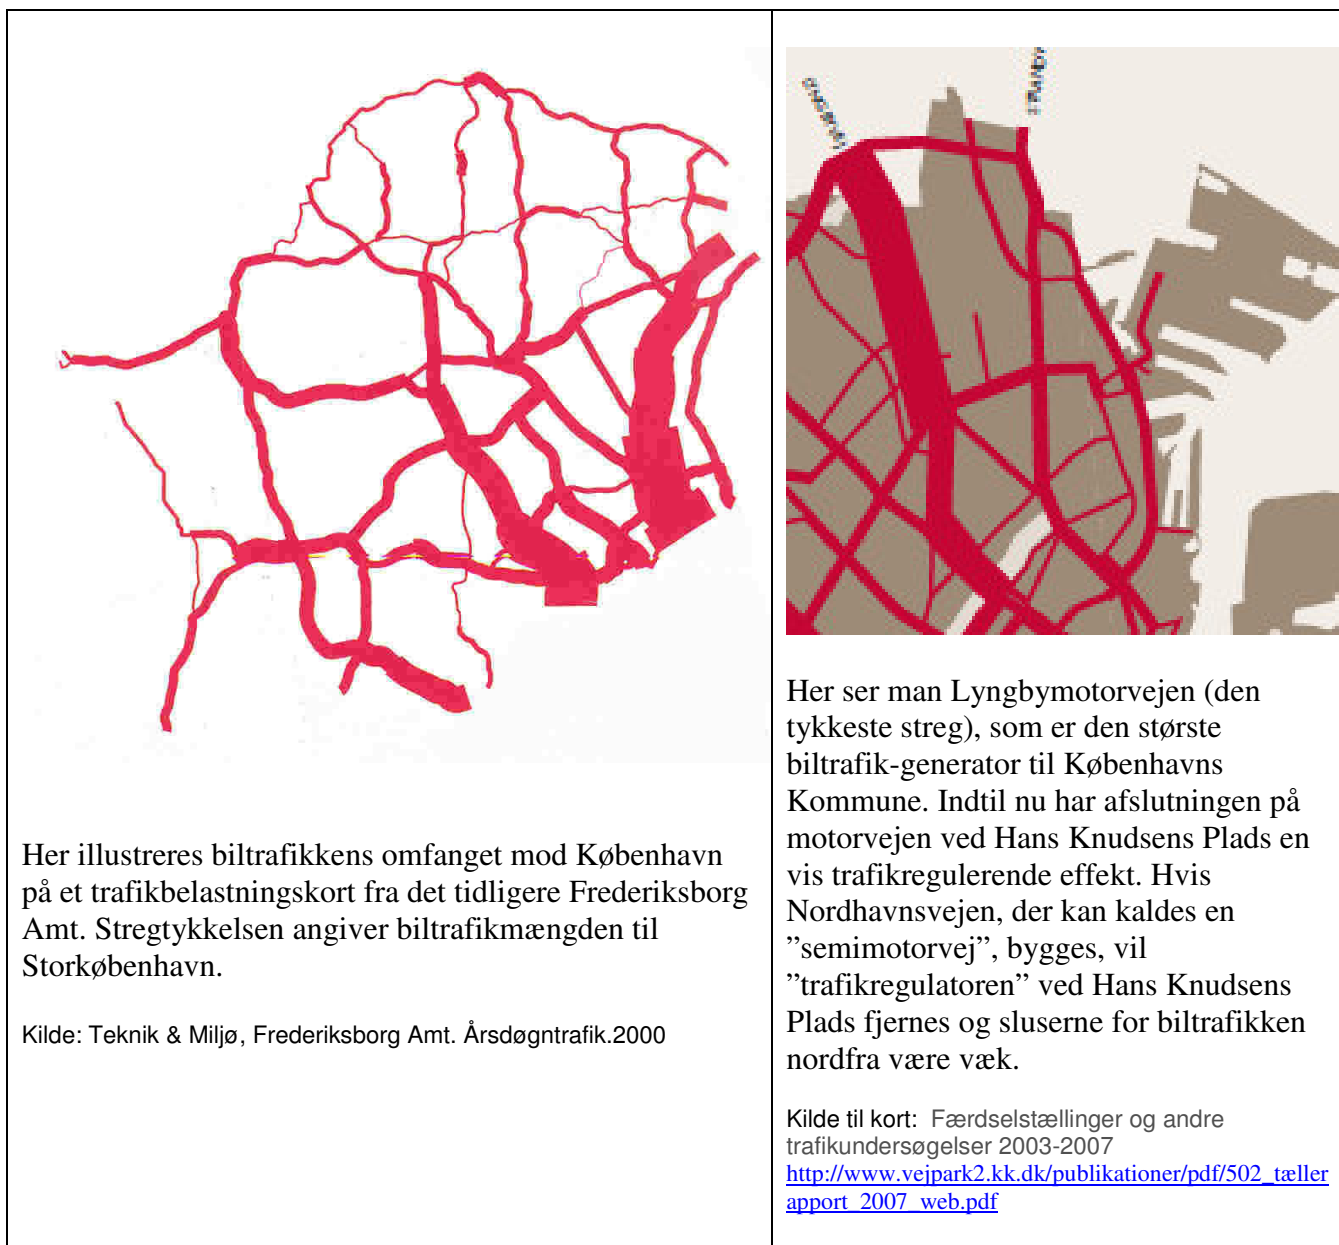 Her illustreres biltrafikkens omfanget mod København
på et trafikbelastningskort fra det tidligere Frederiksborg
Amt. Stregtykkelsen angiver biltrafikmængden til
Storkøbenhavn.
Kilde: Teknik & Miljø, Frederiksborg Amt. Årsdøgntrafik.2000
Her ser man Lyngbymotorvejen (den
tykkeste streg), som er den største
biltrafik-generator til Københavns
Kommune. Indtil nu har afslutningen på
motorvejen ved Hans Knudsens Plads en
vis trafikregulerende effekt. Hvis
Nordhavnsvejen, der kan kaldes en
”semimotorvej”, bygges, vil
”trafikregulatoren” ved Hans Knudsens
Plads fjernes og sluserne for biltrafikken
nordfra være væk.
Kilde til kort: Færdselstællinger og andre
trafikundersøgelser 2003-2007
http://www.vejpark2.kk.dk/publikationer/pdf/502_tæller
apport_2007_web.pdf